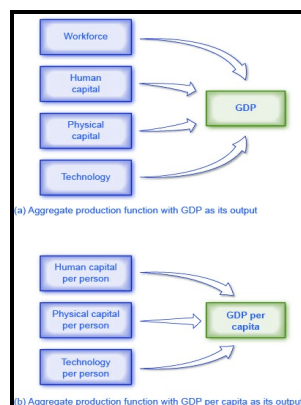 Workforce
Human
capital
Physical
capital
Technology
GDP
(a) Aggregate production function with GDP as its output
Human capital
per person
Physical capital
per person
Technology
per person
GDP per
capita
(b) Aggregate production function with GDP per capita as its output